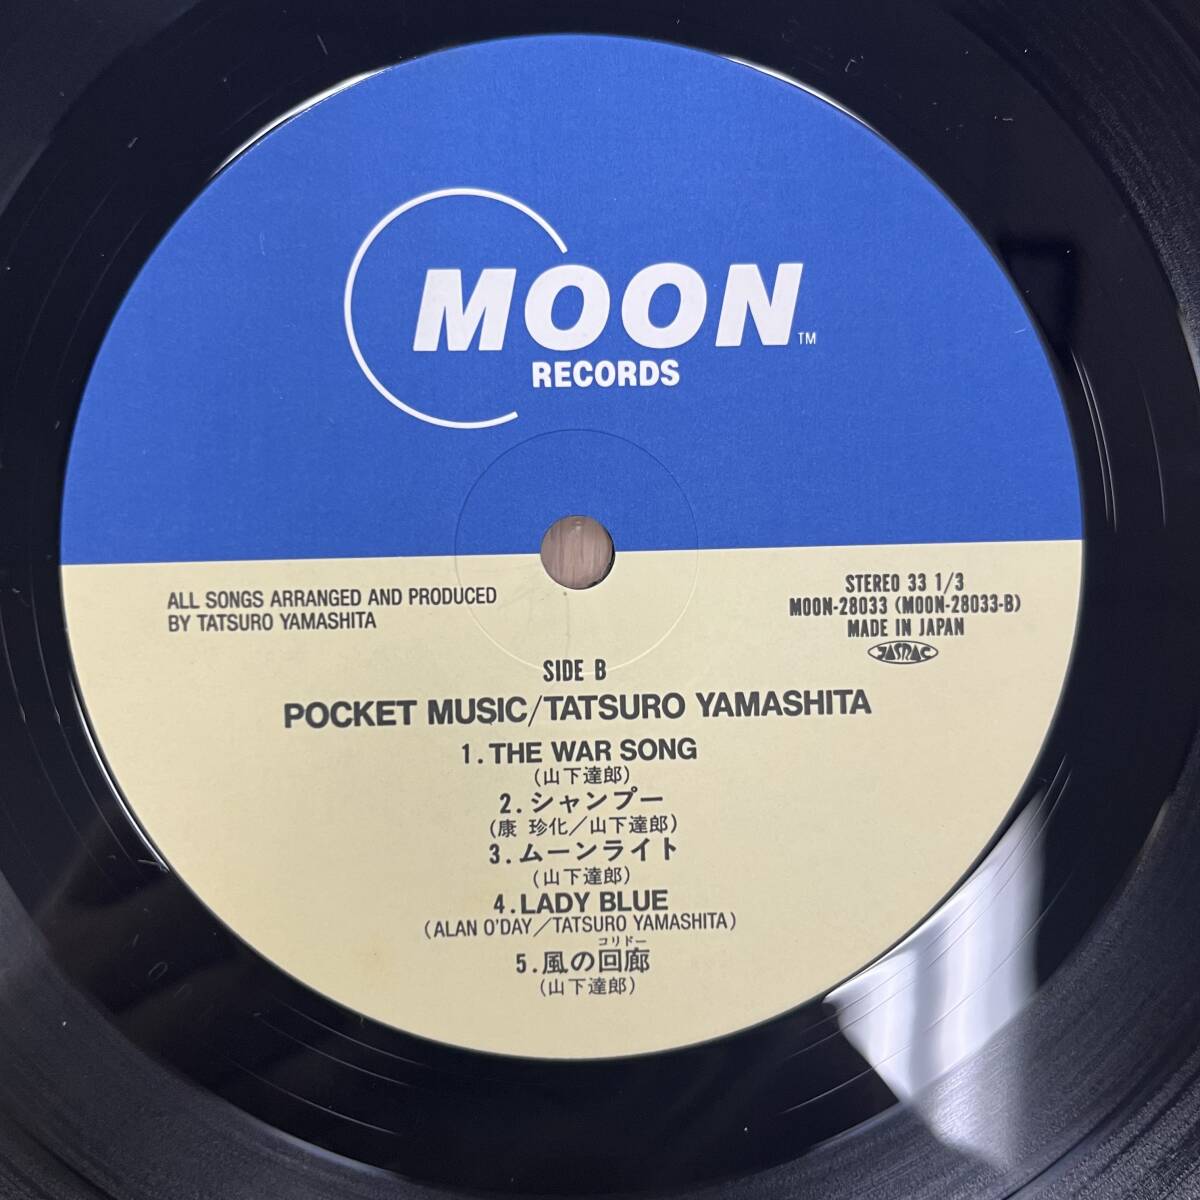 MOON™
RECORDS
ALL SONGS ARRANGED AND PRODUCED
BY TATSURO YAMASHITA
STEREO 33 1/3
MOON-28033 (MOON-28033-B)
MADE IN JAPAN
JASRAC
SIDE B
POCKET MUSIC/TATSURO YAMASHITA
1.THE WAR SONG
(山下達郎)
2.シャンプー
(康 珍化/山下達郎)
3.ムーンライト
(山下達郎)
4.LADY BLUE
(ALAN O'DAY/TATSURO YAMASHITA)
コリドー
5.風の回廊
(山下達郎)